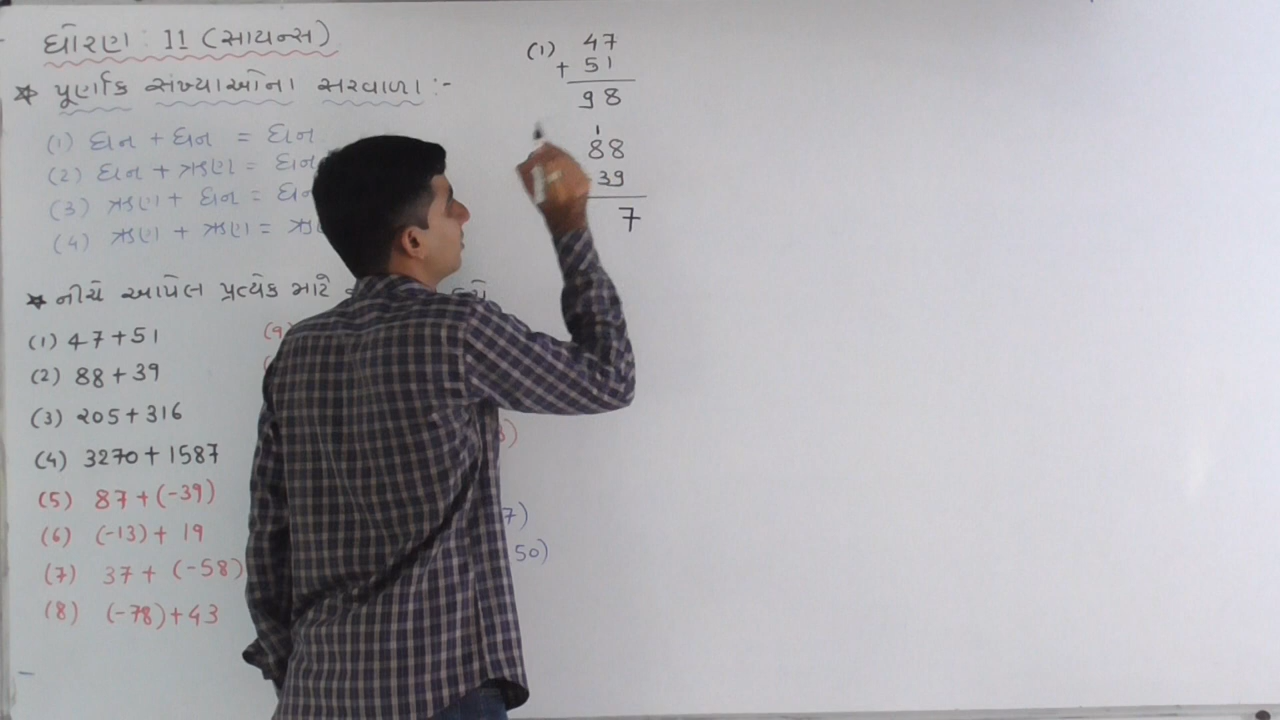 ધોરણ : 11 (સાયન્સ)
* પૂર્ણાંક સંખ્યાઓના સરવાળા :-
(1) ધન + ધન = ધન
(2) ધન + ઋણ = ધન
(3) ઋણ + ધન = ધન
(4) ઋણ + ઋણ =
* નીચે આપેલ પ્રત્યેક માટે
(1) 47+51
(2) 88+39
(3) 205+316
(4) 3270+1587
(5) 87+(-39)
(6) (-13)+ 19
(7) 37+ (-58)
(8) (-78)+43
(9)
7)
50)
(1) 47
+ 51
98
1
88
39
7